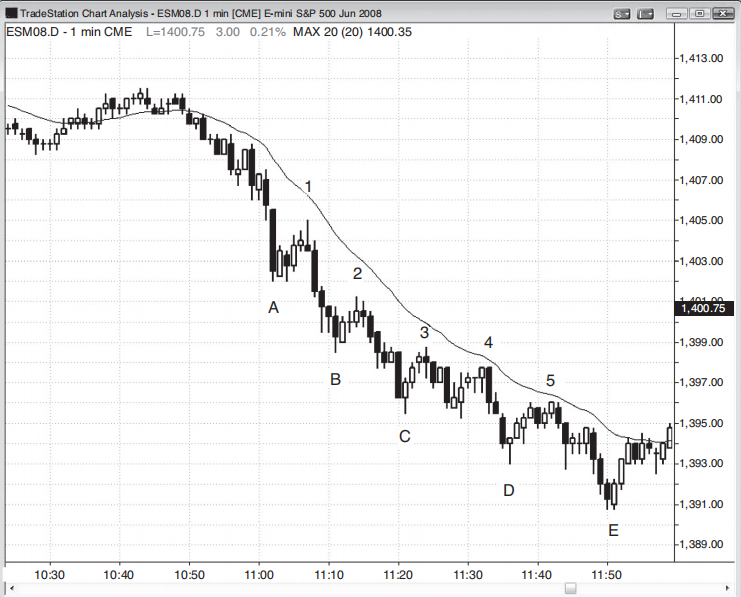 TradeStation Chart Analysis - ESM08.D 1 min [CME] E-mini S&P 500 Jun 2008
ESM08.D - 1 min CME L=1400.75 3.00 0.21% MAX 20 (20) 1400.35
1,413.00
1,411.00
1,409.00
1,407.00
1
1,405.00
1,403.00
2
A
1,400.75
3
4
1,399.00
B
5
1,397.00
1,395.00
C
1,393.00
D
1,391.00
E
1,389.00
10:30 10:40 10:50 11:00 11:10 11:20 11:30 11:40 11:50